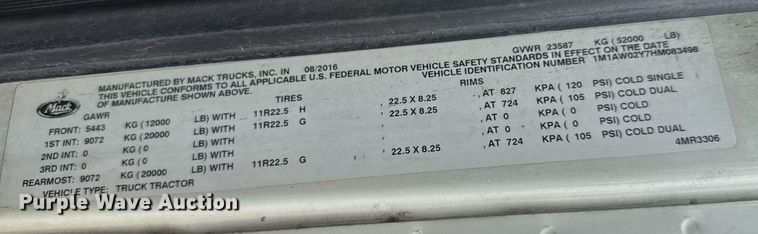 MANUFACTURED BY MACK TRUCKS, INC. IN 08/2016 GVWR 23587 KG (52000 LB)
THIS VEHICLE CONFORMS TO ALL APPLICABLE U.S. FEDERAL MOTOR VEHICLE SAFETY STANDARDS IN EFFECT ON THE DATE
OF MANUFACTURE SHOWN ABOVE. VEHICLE IDENTIFICATION NUMBER 1M1AW02Y7HM083498
Mack
GAWR TIRES RIMS
FRONT: 5443 KG (12000 LB) WITH 11R22.5 H , 22.5 X 8.25 , AT 827 KPA (120 PSI) COLD SINGLE
1ST INT: 9072 KG (20000 LB) WITH 11R22.5 G , 22.5 X 8.25 , AT 724 KPA (105 PSI) COLD DUAL
2ND INT: 0 KG (0 LB) WITH , , AT 0 KPA (0 PSI) COLD
3RD INT: 0 KG (0 LB) WITH , , AT 0 KPA (0 PSI) COLD
REARMOST: 9072 KG (20000 LB) WITH 11R22.5 G , 22.5 X 8.25 , AT 724 KPA (105 PSI) COLD DUAL
VEHICLE TYPE: TRUCK TRACTOR 4MR3306
Purple Wave Auction